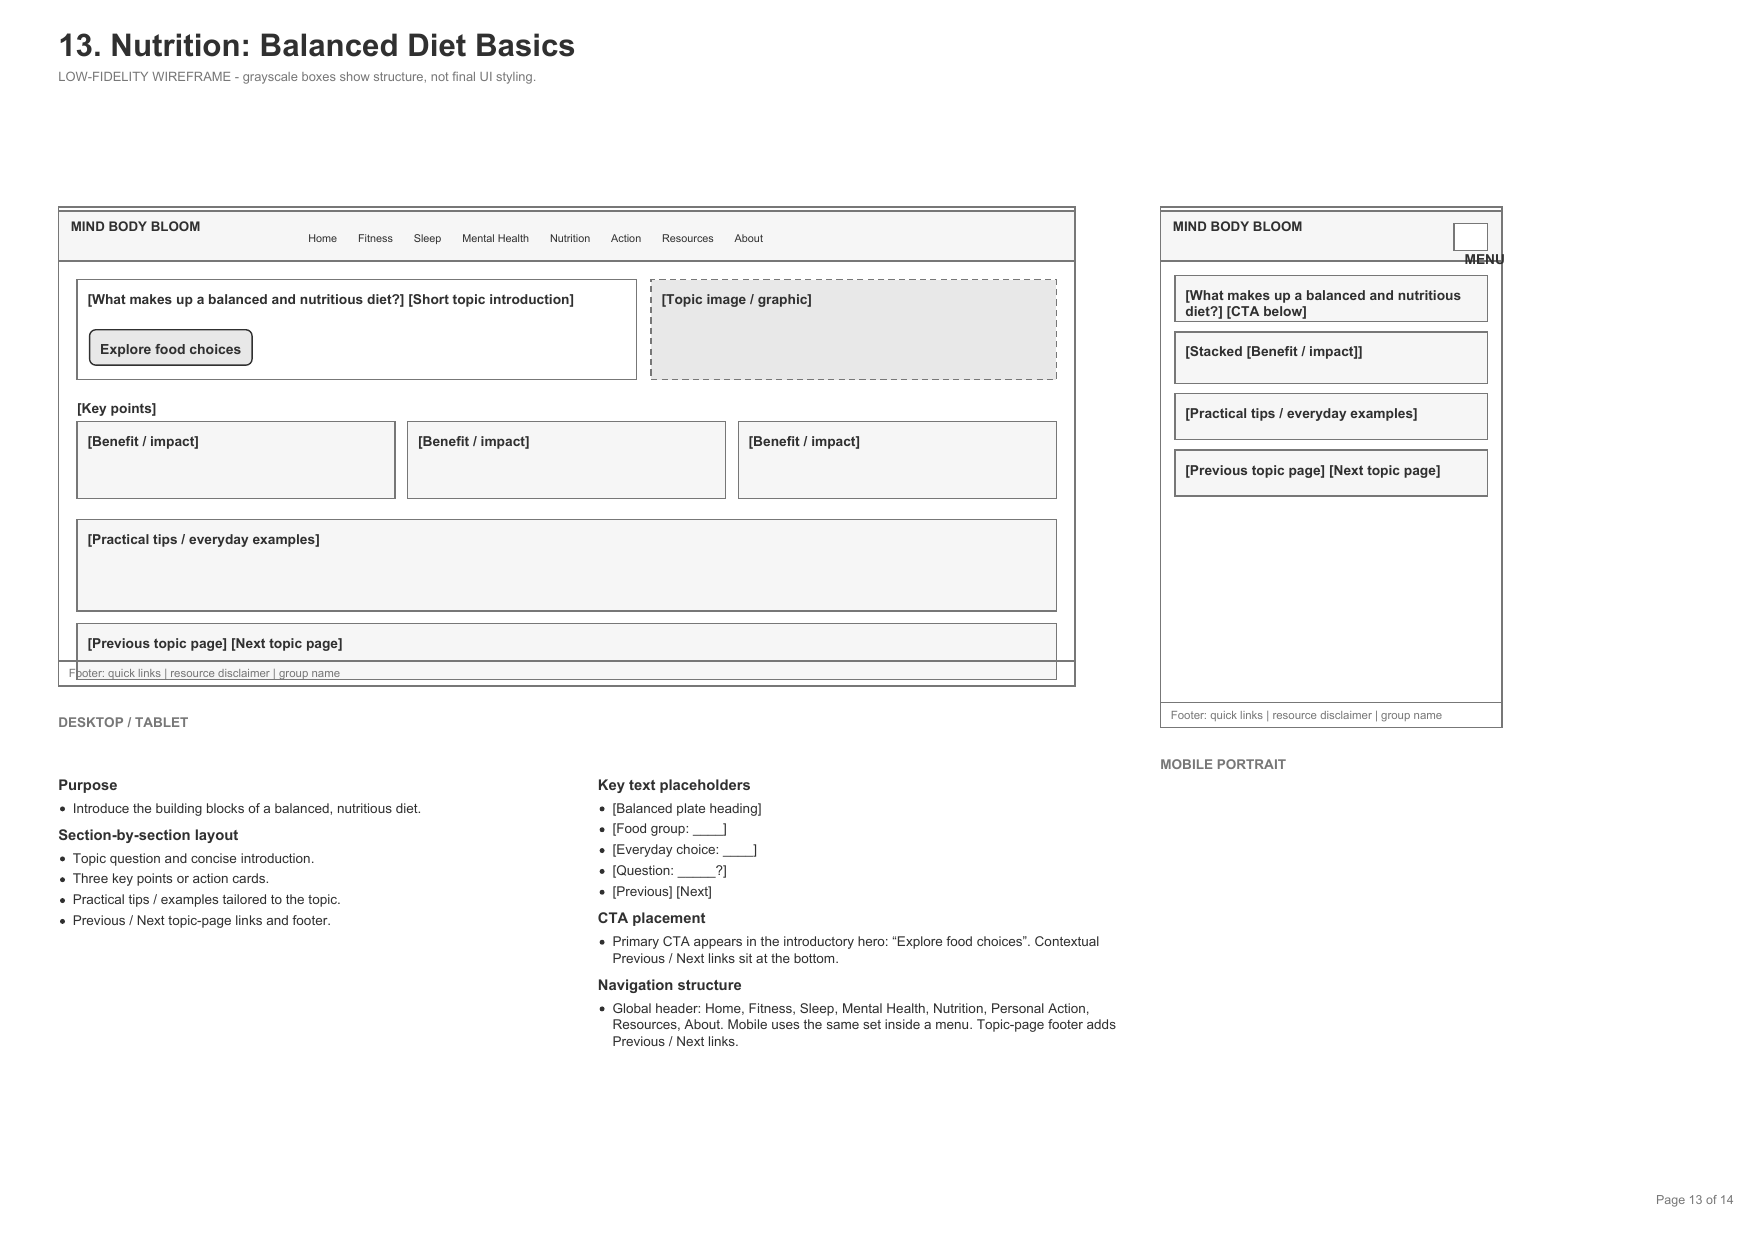 13. Nutrition: Balanced Diet Basics
LOW-FIDELITY WIREFRAME - grayscale boxes show structure, not final UI styling.
MIND BODY BLOOM
Home Fitness Sleep Mental Health Nutrition Action Resources About
[What makes up a balanced and nutritious diet?] [Short topic introduction]
Explore food choices
[Topic image / graphic]
[Key points]
[Benefit / impact]
[Benefit / impact]
[Benefit / impact]
[Practical tips / everyday examples]
[Previous topic page] [Next topic page]
Footer: quick links | resource disclaimer | group name
DESKTOP / TABLET
MIND BODY BLOOM
MENU
[What makes up a balanced and nutritious
diet?] [CTA below]
[Stacked [Benefit / impact]]
[Practical tips / everyday examples]
[Previous topic page] [Next topic page]
Footer: quick links | resource disclaimer | group name
MOBILE PORTRAIT
Purpose
• Introduce the building blocks of a balanced, nutritious diet.
Section-by-section layout
• Topic question and concise introduction.
• Three key points or action cards.
• Practical tips / examples tailored to the topic.
• Previous / Next topic-page links and footer.
Key text placeholders
• [Balanced plate heading]
• [Food group: ____]
• [Everyday choice: ____]
• [Question: _____?]
• [Previous] [Next]
CTA placement
• Primary CTA appears in the introductory hero: “Explore food choices”. Contextual
Previous / Next links sit at the bottom.
Navigation structure
• Global header: Home, Fitness, Sleep, Mental Health, Nutrition, Personal Action,
Resources, About. Mobile uses the same set inside a menu. Topic-page footer adds
Previous / Next links.
Page 13 of 14